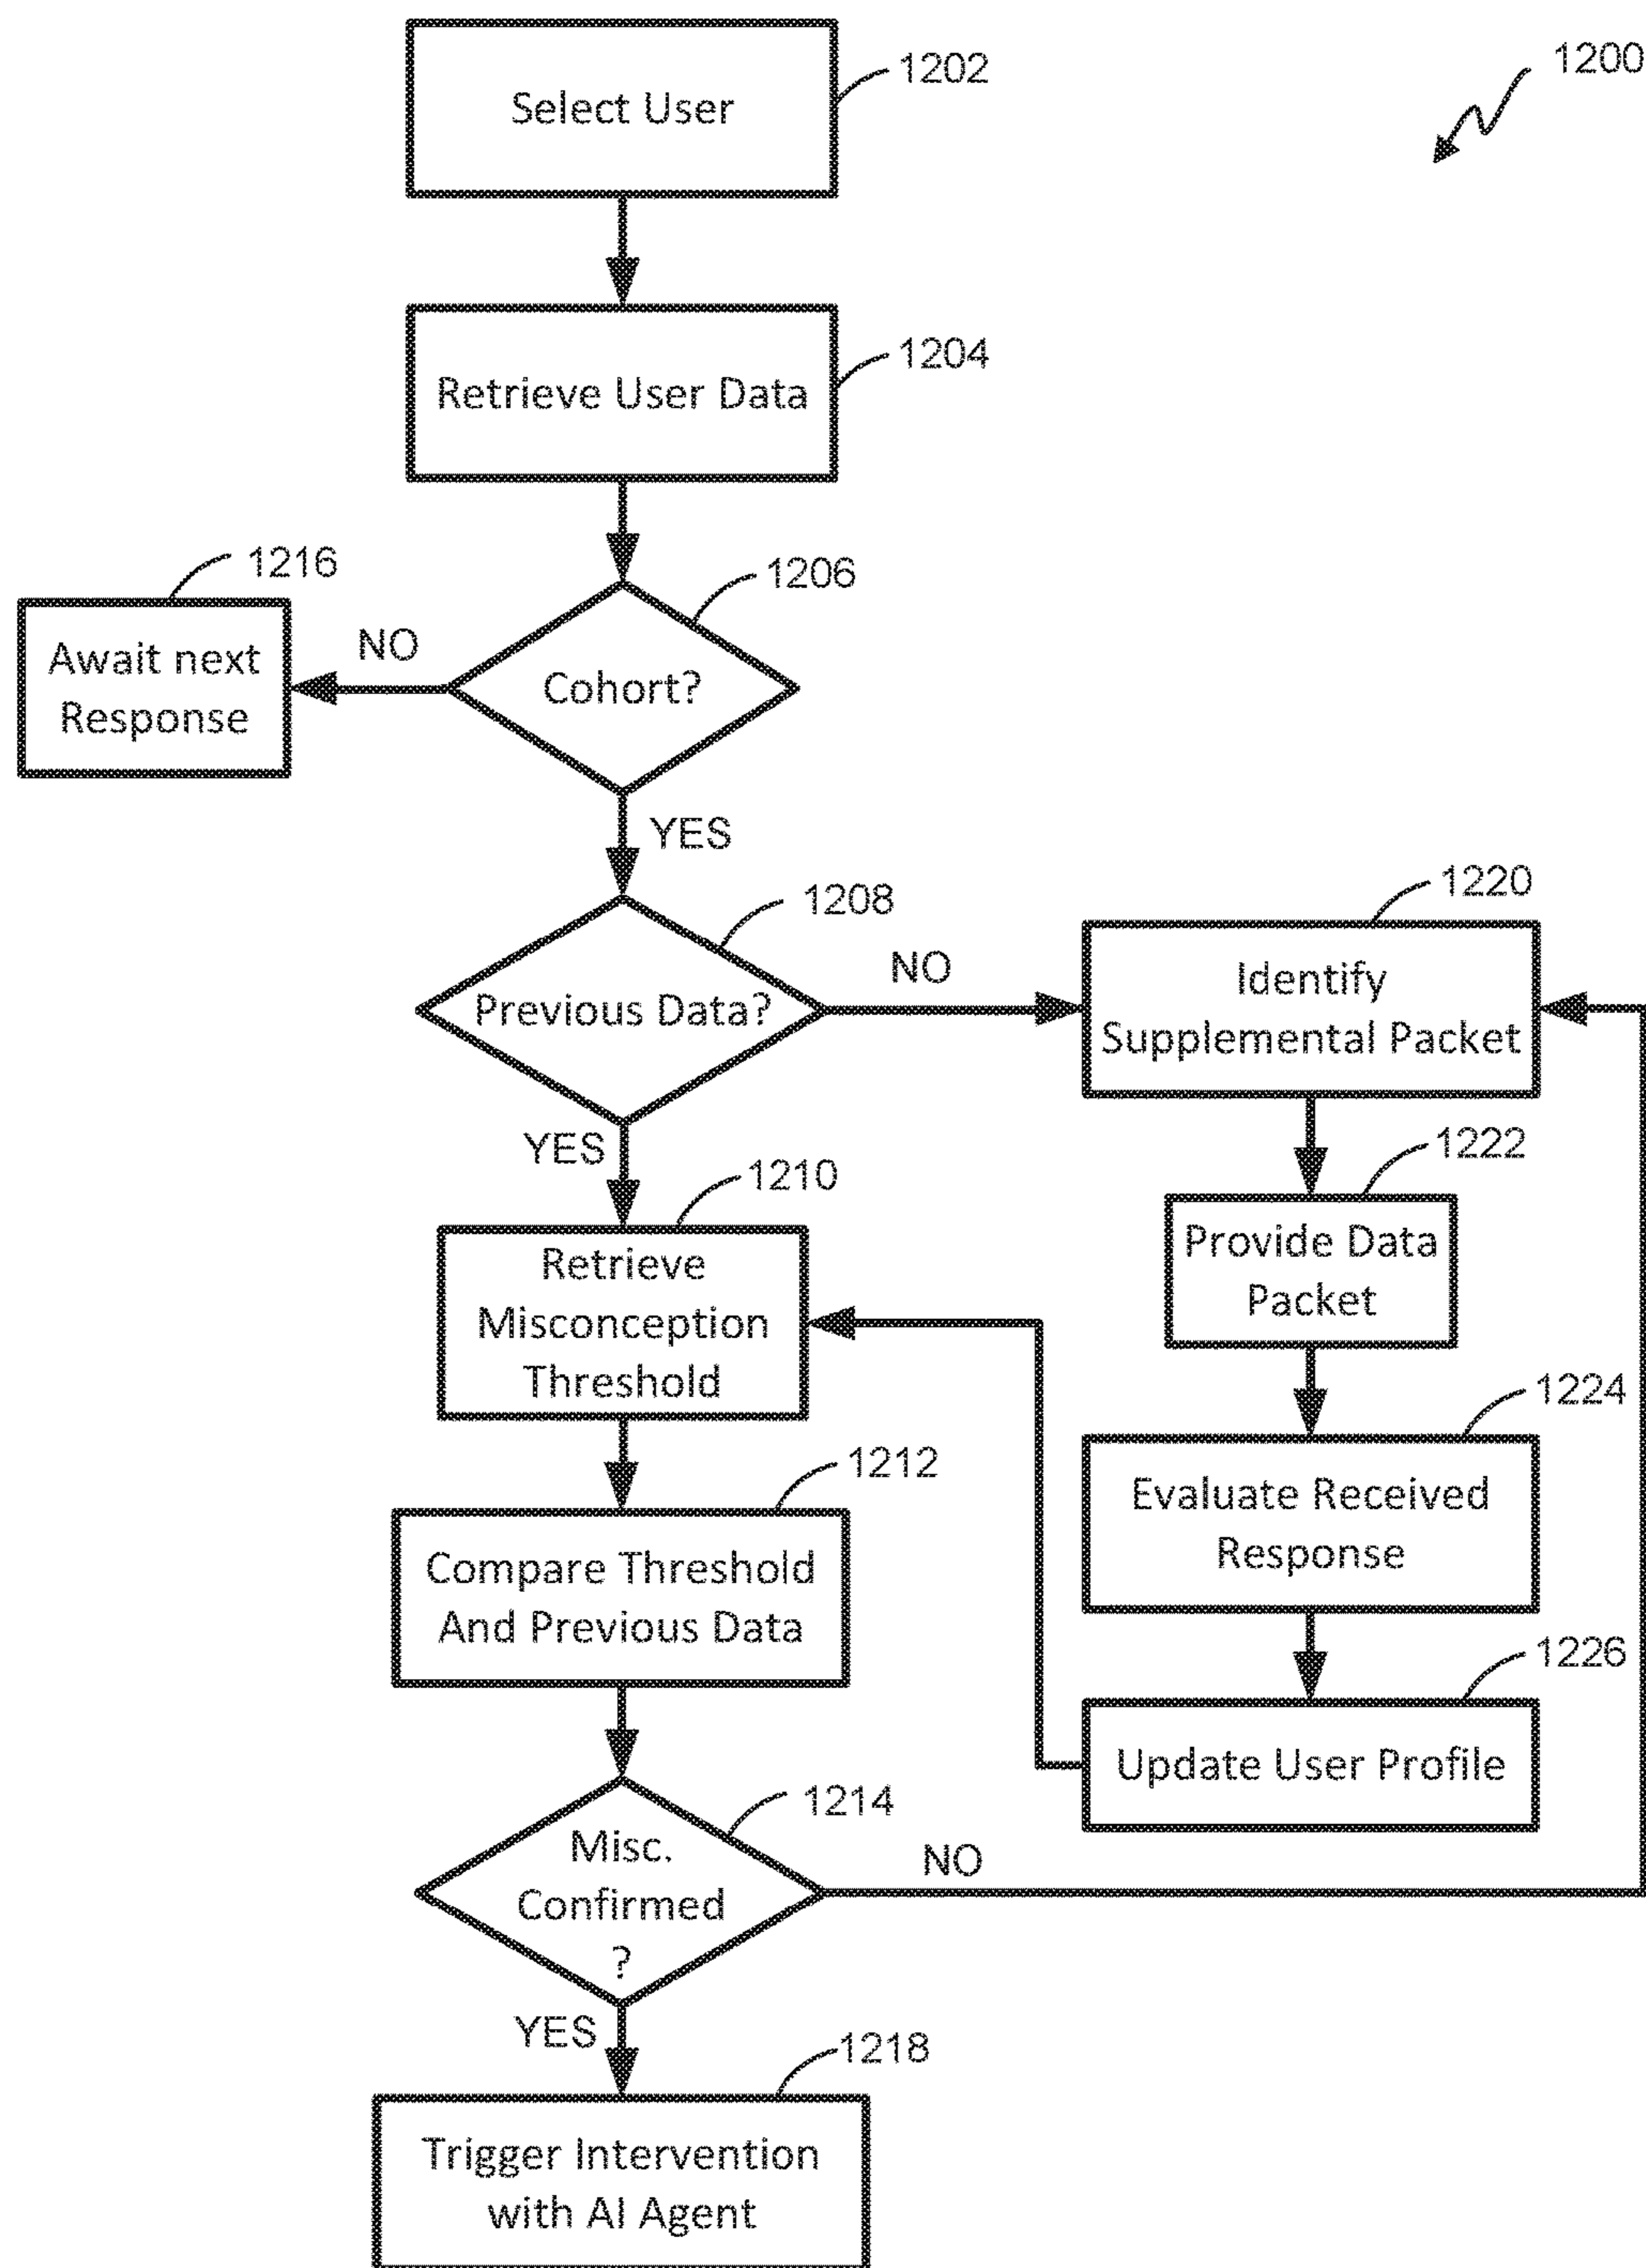 1200
1202
Select User
1204
Retrieve User Data
1216
Await next
Response
NO
1206
Cohort?
YES
1208
Previous Data?
NO
1220
Identify
Supplemental Packet
YES
1210
Retrieve
Misconception
Threshold
1222
Provide Data
Packet
1212
Compare Threshold
And Previous Data
1224
Evaluate Received
Response
1226
Update User Profile
1214
Misc.
Confirmed
?
NO
YES
1218
Trigger Intervention
with AI Agent